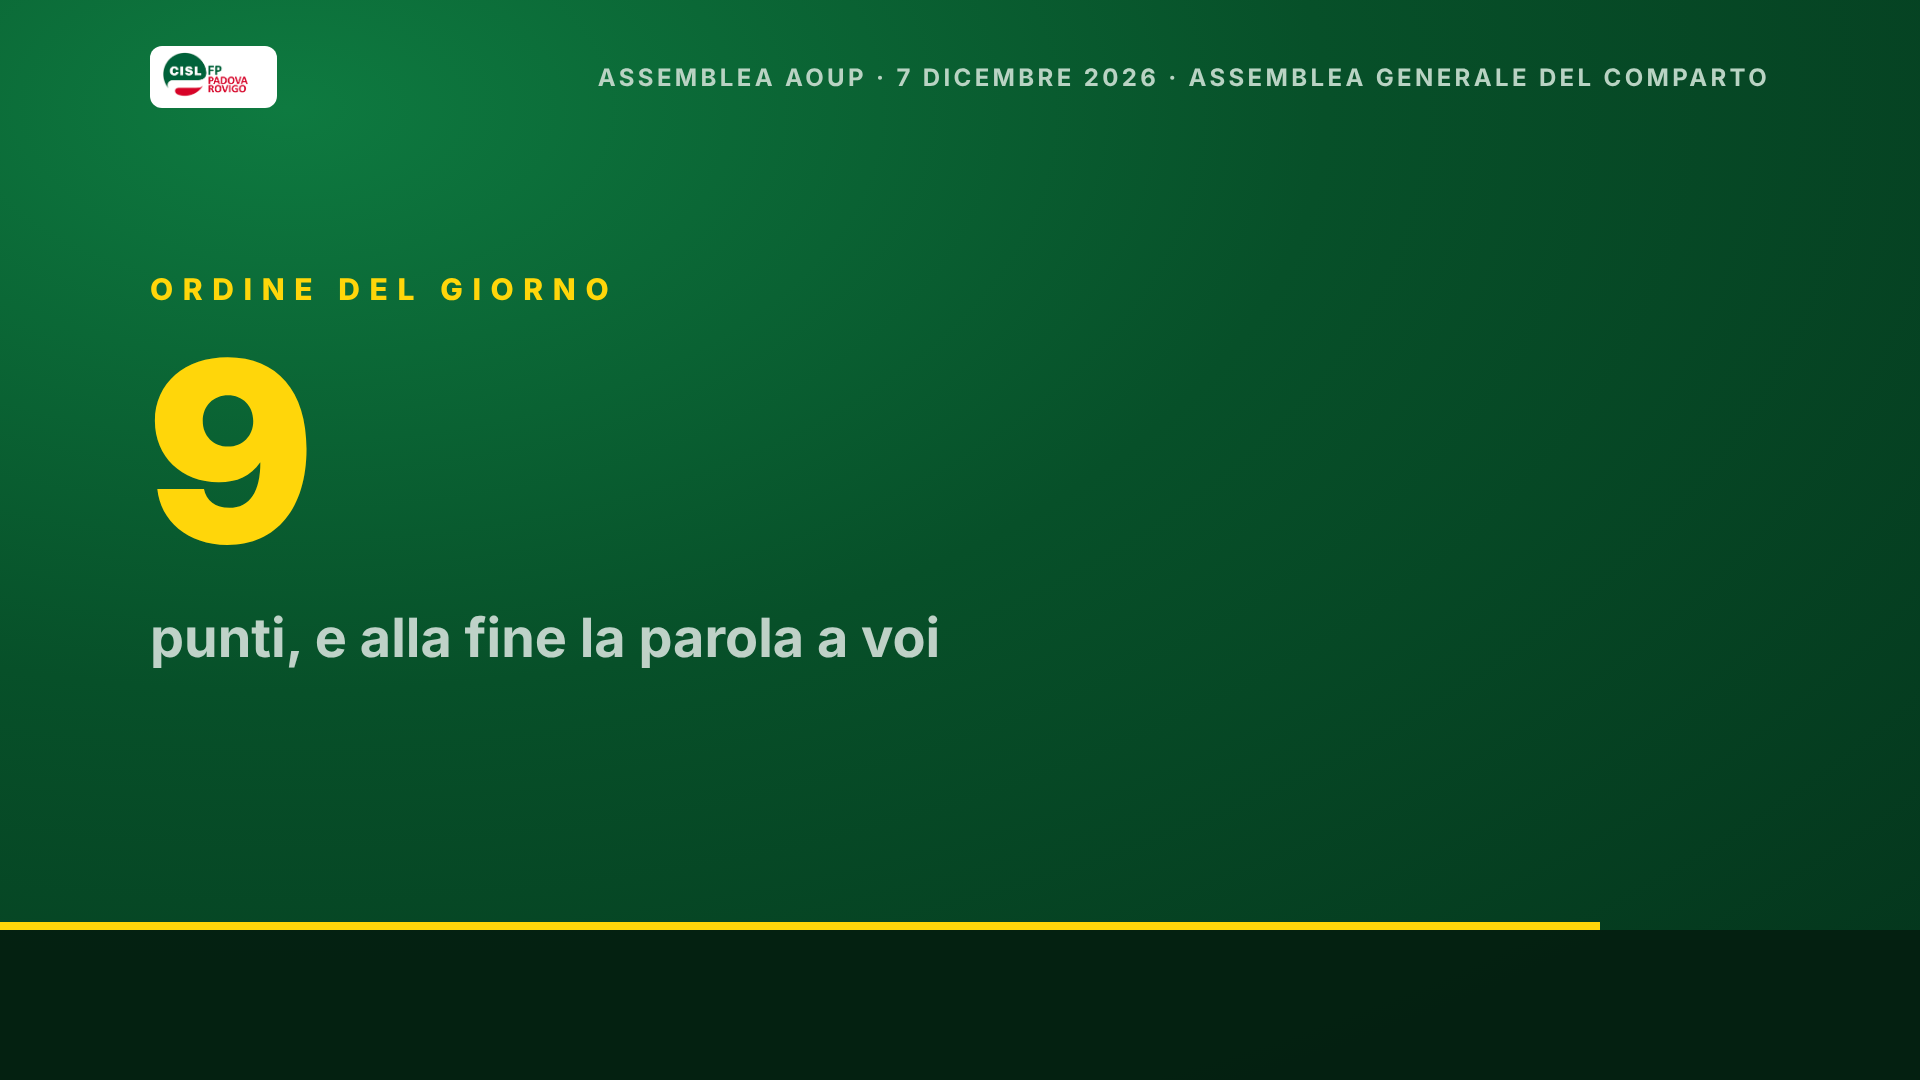 CISL FP
PADOVA
ROVIGO
ASSEMBLEA AOUP · 7 DICEMBRE 2026 · ASSEMBLEA GENERALE DEL COMPARTO
ORDINE DEL GIORNO
9
punti, e alla fine la parola a voi